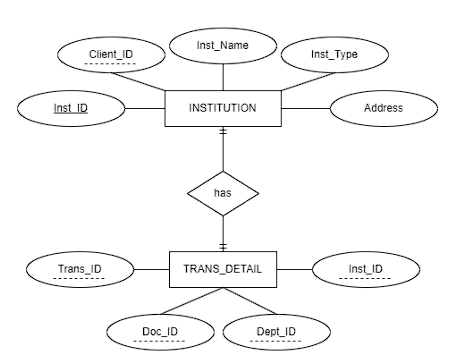 Client_ID
Inst_Name
Inst_Type
Inst_ID
INSTITUTION
Address
has
Trans_ID
TRANS_DETAIL
Inst_ID
Doc_ID
Dept_ID